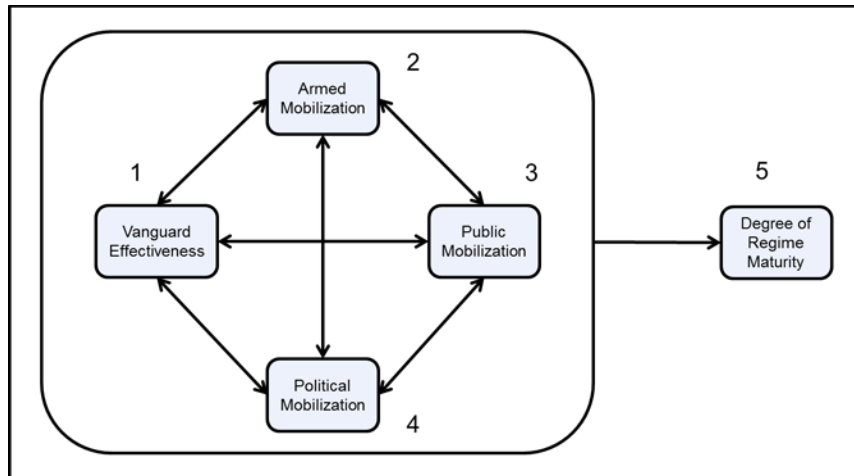 2
Armed
Mobilization
1
Vanguard
Effectiveness
3
Public
Mobilization
5
Degree of
Regime
Maturity
Political
Mobilization
4